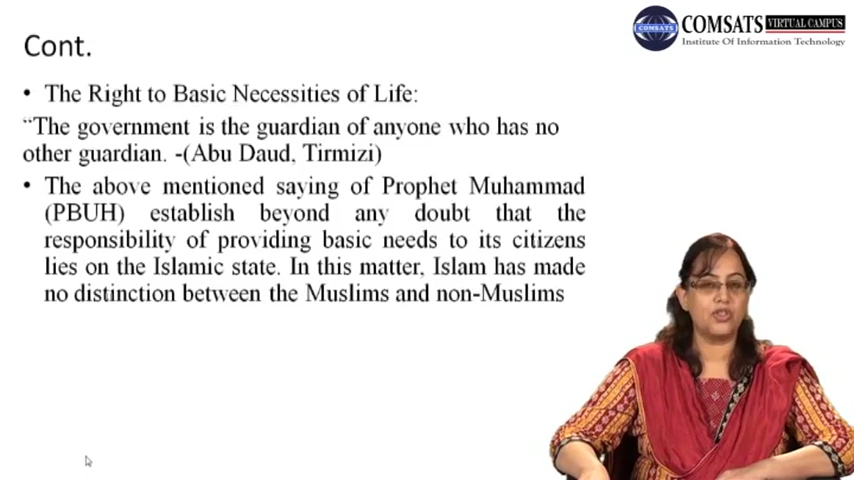 Cont.
COMSATS VIRTUAL CAMPUS
COMSATS
Institute Of Information Technology
• The Right to Basic Necessities of Life:
“The government is the guardian of anyone who has no
other guardian. -(Abu Daud, Tirmizi)
• The above mentioned saying of Prophet Muhammad
(PBUH) establish beyond any doubt that the
responsibility of providing basic needs to its citizens
lies on the Islamic state. In this matter, Islam has made
no distinction between the Muslims and non-Muslims